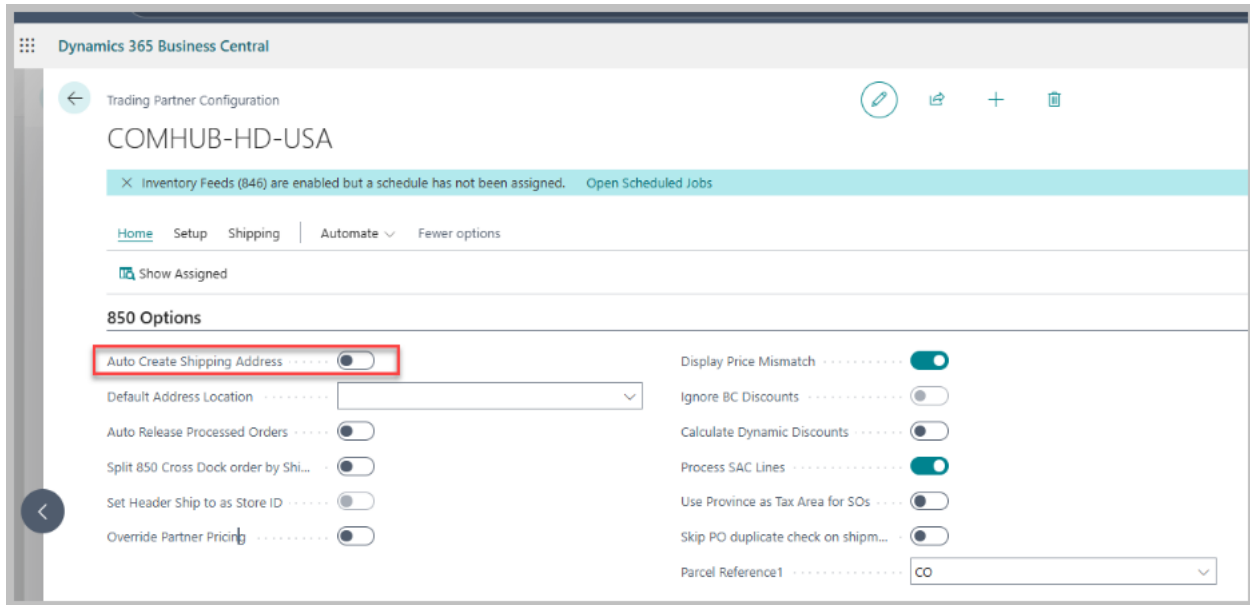 Dynamics 365 Business Central
Trading Partner Configuration
COMHUB-HD-USA
Inventory Feeds (846) are enabled but a schedule has not been assigned. Open Scheduled Jobs
Home Setup Shipping Automate Fewer options
Show Assigned
850 Options
Auto Create Shipping Address
Default Address Location
Auto Release Processed Orders
Split 850 Cross Dock order by Shi...
Set Header Ship to as Store ID
Override Partner Pricing
Display Price Mismatch
Ignore BC Discounts
Calculate Dynamic Discounts
Process SAC Lines
Use Province as Tax Area for SOs
Skip PO duplicate check on shipm...
Parcel Reference1 CO